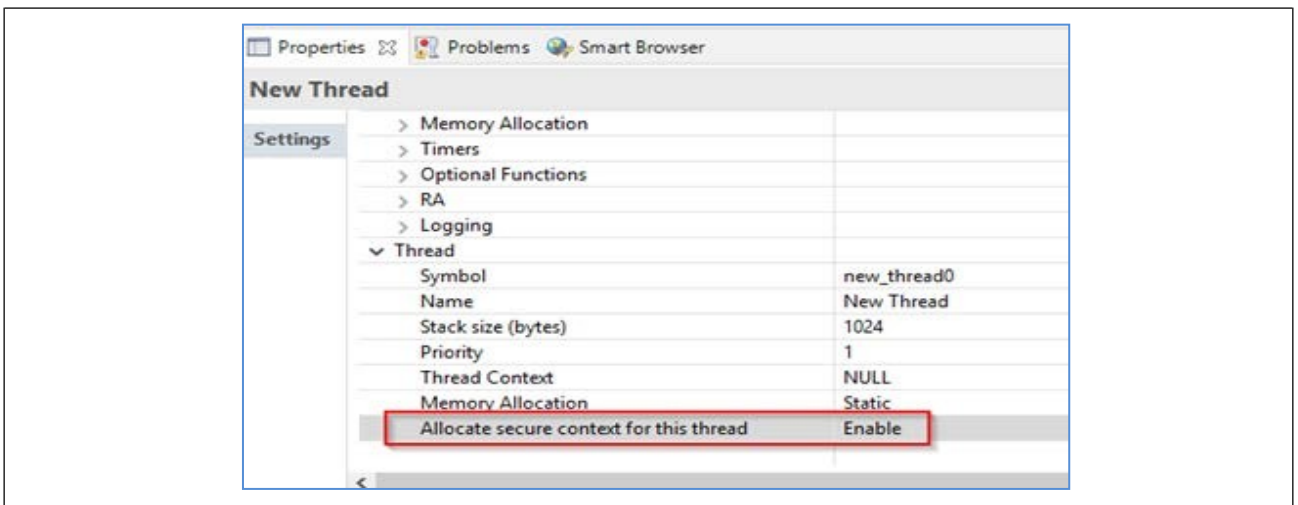 Properties Problems Smart Browser
New Thread
Settings
> Memory Allocation
> Timers
> Optional Functions
> RA
> Logging
Thread
Symbol new_thread0
Name New Thread
Stack size (bytes) 1024
Priority 1
Thread Context NULL
Memory Allocation Static
Allocate secure context for this thread Enable